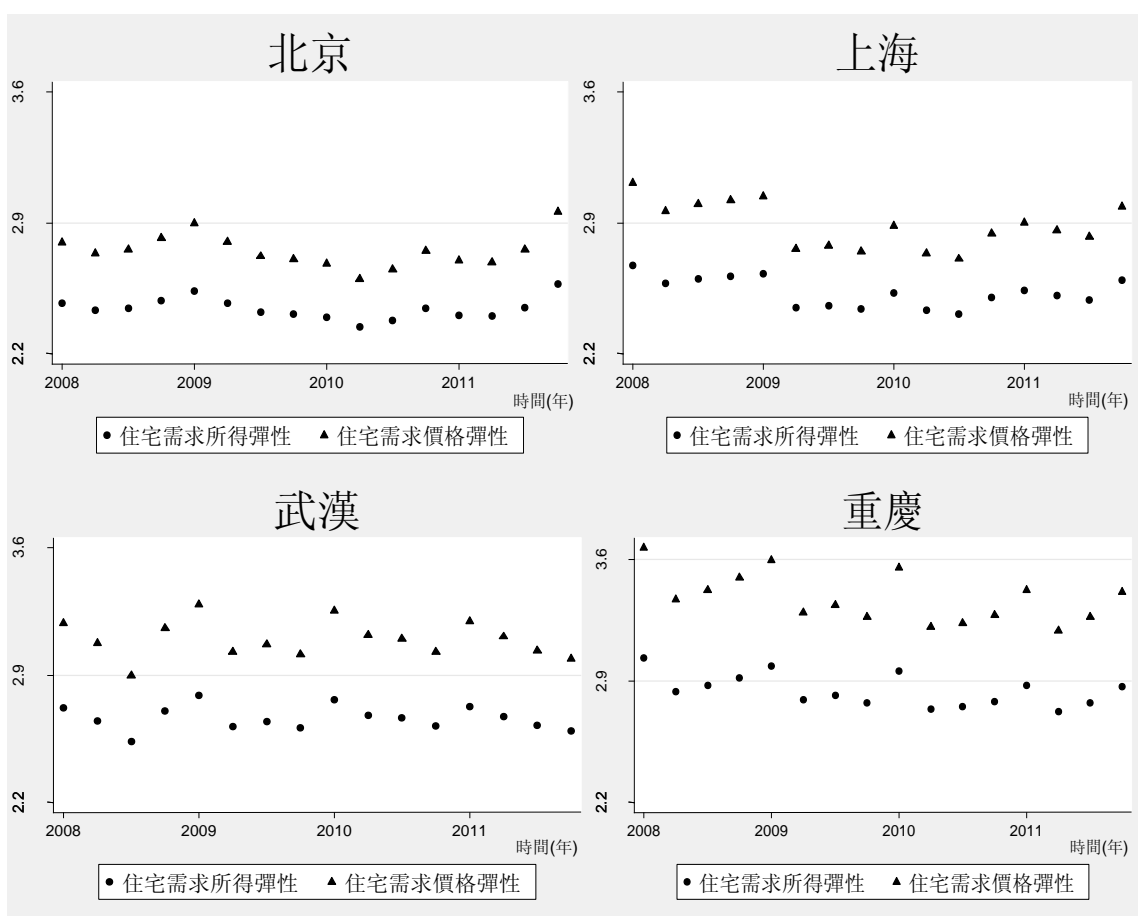 北京
3.6
2.9
2.2
2008 2009 2010 2011
時間(年)
住宅需求所得彈性 住宅需求價格彈性
上海
3.6
2.9
2.2
2008 2009 2010 2011
時間(年)
住宅需求所得彈性 住宅需求價格彈性
武漢
3.6
2.9
2.2
2008 2009 2010 2011
時間(年)
住宅需求所得彈性 住宅需求價格彈性
重慶
3.6
2.9
2.2
2008 2009 2010 2011
時間(年)
住宅需求所得彈性 住宅需求價格彈性